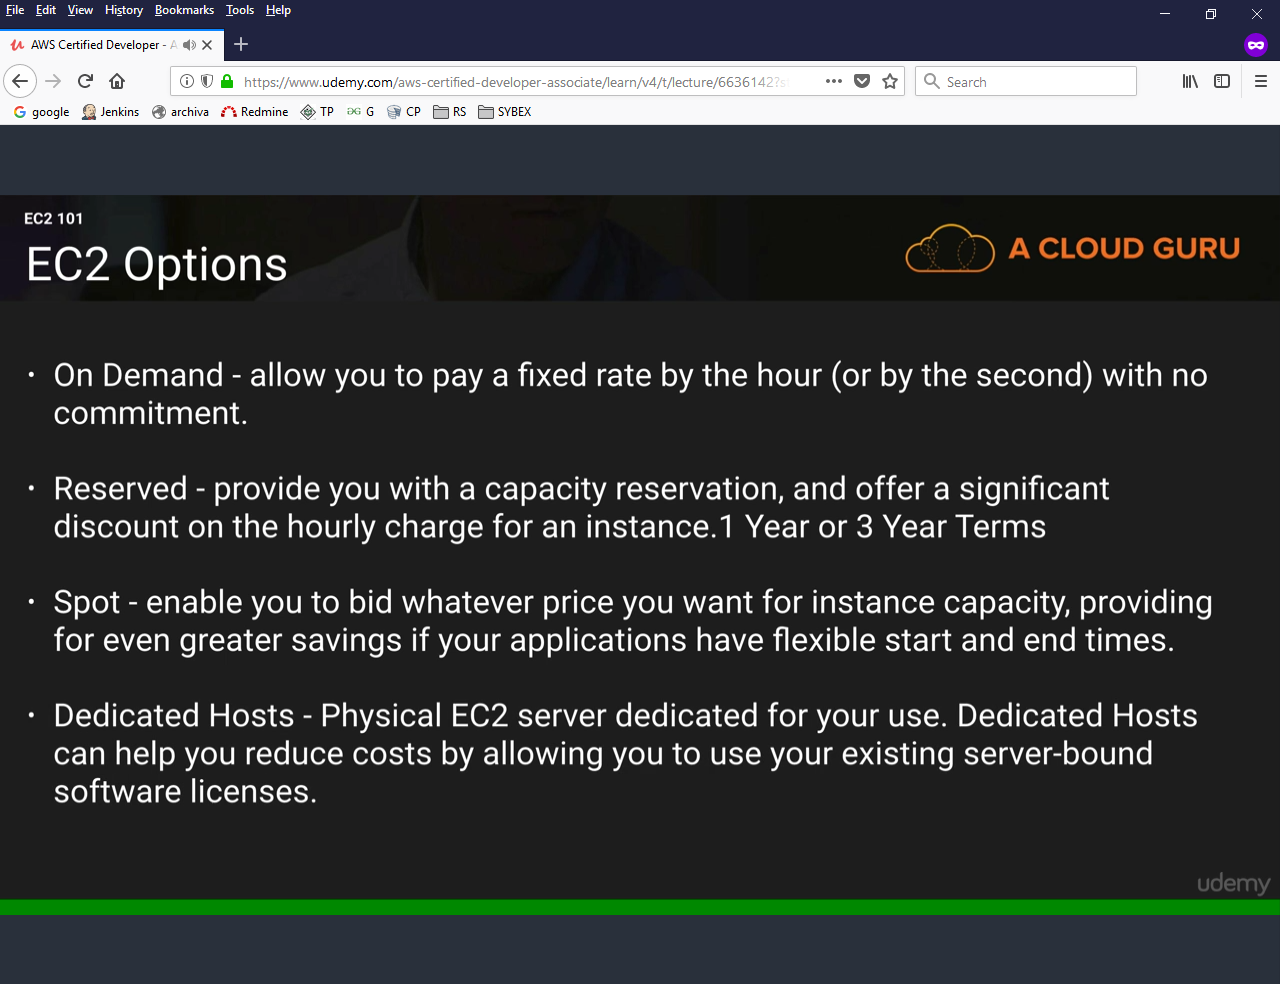 File Edit View History Bookmarks Tools Help
AWS Certified Developer - A
https://www.udemy.com/aws-certified-developer-associate/learn/v4/t/lecture/6636142?s
Search
google Jenkins archiva Redmine TP G CP RS SYBEX
EC2 101
EC2 Options
A CLOUD GURU
· On Demand - allow you to pay a fixed rate by the hour (or by the second) with no
commitment.
· Reserved - provide you with a capacity reservation, and offer a significant
discount on the hourly charge for an instance.1 Year or 3 Year Terms
· Spot - enable you to bid whatever price you want for instance capacity, providing
for even greater savings if your applications have flexible start and end times.
· Dedicated Hosts - Physical EC2 server dedicated for your use. Dedicated Hosts
can help you reduce costs by allowing you to use your existing server-bound
software licenses.
udemy